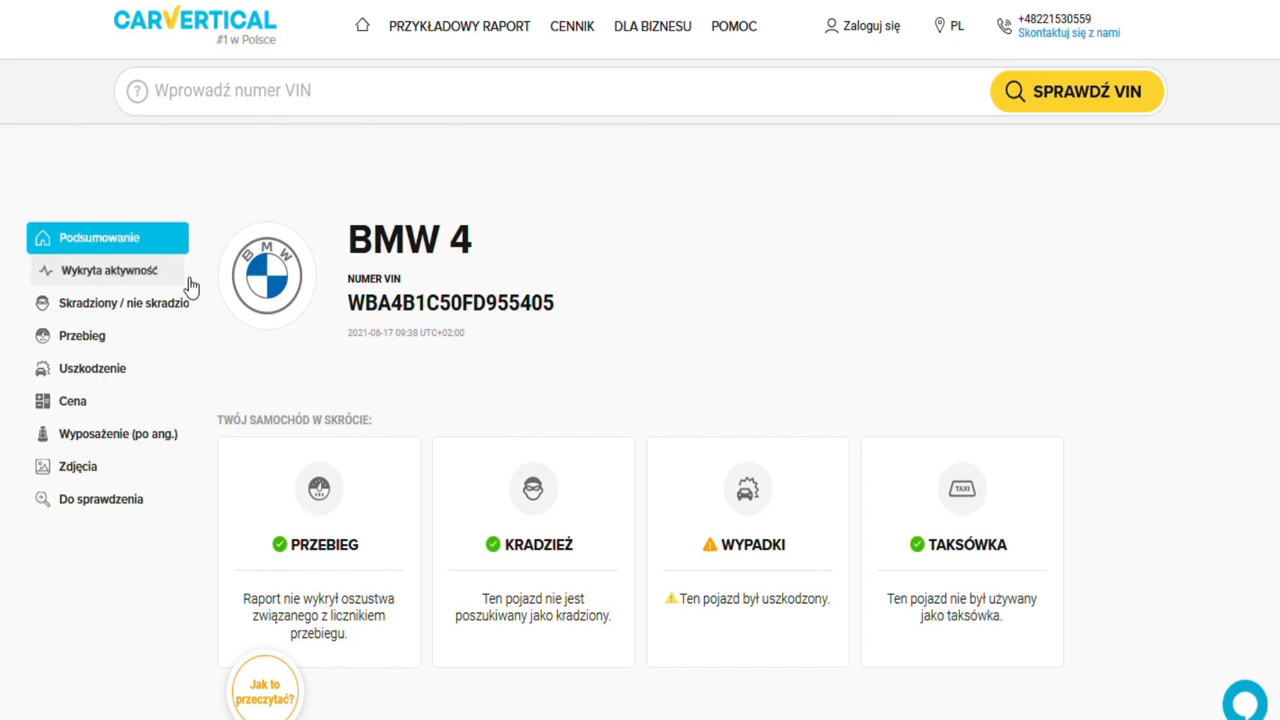 CARVERTICAL
#1 w Polsce
PRZYKŁADOWY RAPORT
CENNIK
DLA BIZNESU
POMOC
Zaloguj się
PL
+48221530559
Skontaktuj się z nami
? Wprowadź numer VIN
SPRAWDŹ VIN
Podsumowanie
Wykryta aktywność
Skradziony / nie skradzio
Przebieg
Uszkodzenie
Cena
Wyposażenie (po ang.)
Zdjęcia
Do sprawdzenia
BMW
BMW 4
NUMER VIN
WBA4B1C50FD955405
2021-06-17 09:38 UTC+02:00
TWÓJ SAMOCHÓD W SKRÓCIE:
PRZEBIEG
Raport nie wykrył oszustwa
związanego z licznikiem
przebiegu.
KRADZIEŻ
Ten pojazd nie jest
poszukiwany jako kradziony.
WYPADKI
Ten pojazd był uszkodzony.
TAXI
TAKSÓWKA
Ten pojazd nie był używany
jako taksówka.
Jak to
przeczytać?